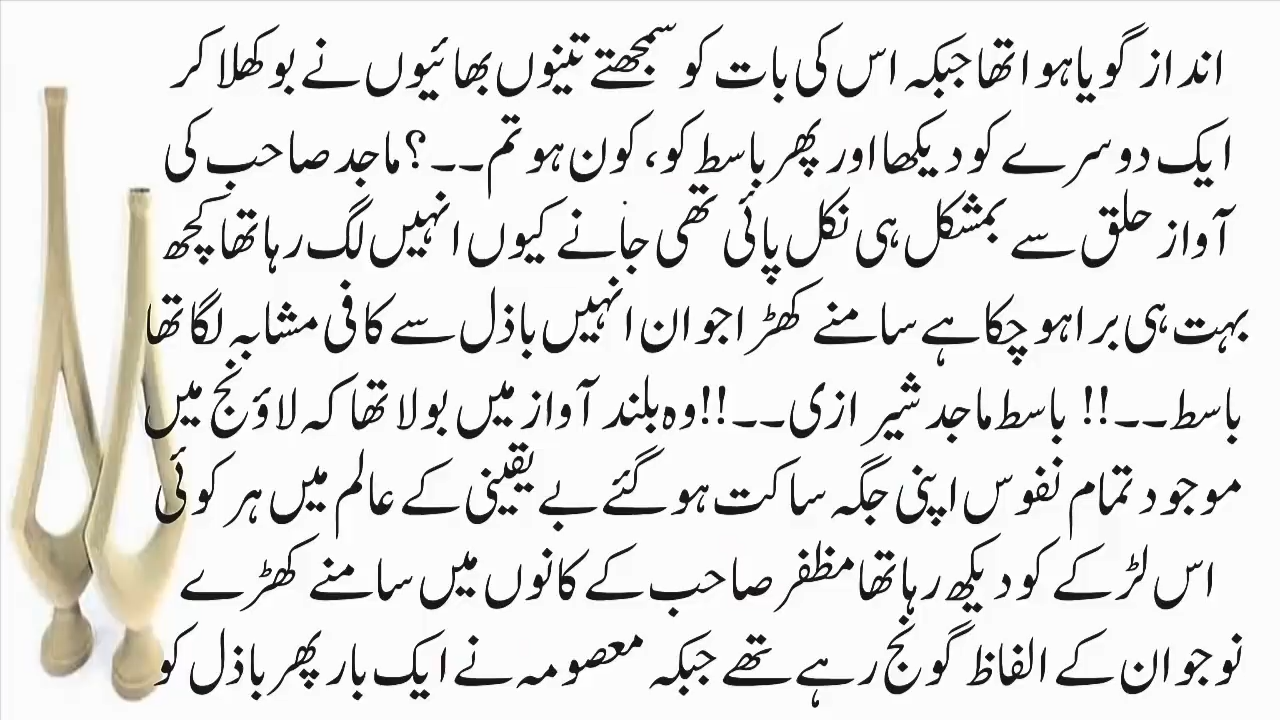 انداز گویا ہوا تھا جبکہ اس کی بات کو سمجھتے تینوں بھائیوں نے بوکھلا کر
ایک دوسرے کو دیکھا اور پھر باسط کو، کون ہو تم۔۔؟ ماجد صاحب کی
آواز حلق سے بمشکل ہی نکل پائی تھی جانے کیوں انہیں لگ رہا تھا کچھ
بہت ہی برا ہو چکا ہے سامنے کھڑا جوان انہیں باذل سے کافی مشابہ لگا تھا
باسط۔۔!! باسط ماجد شیرازی۔۔!! وہ بلند آواز میں بولا تھا کہ لاؤنج میں
موجود تمام نفوس اپنی جگہ ساکت ہو گئے بے یقینی کے عالم میں ہر کوئی
اس لڑکے کو دیکھ رہا تھا مظفر صاحب کے کانوں میں سامنے کھڑے
نوجوان کے الفاظ گونج رہے تھے جبکہ معصومہ نے ایک بار پھر باذل کو